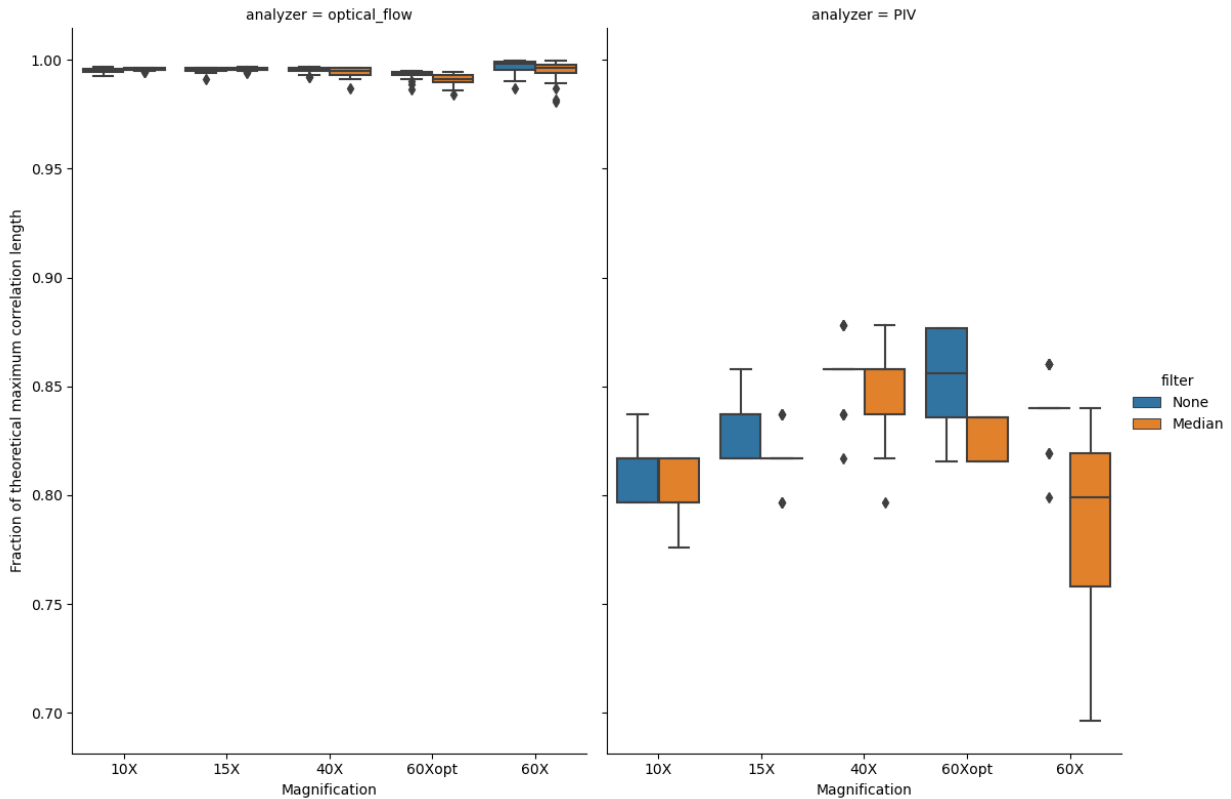 analyzer = optical_flow
analyzer = PIV
Fraction of theoretical maximum correlation length
1.00
0.95
0.90
0.85
0.80
0.75
0.70
10X
15X
40X
60Xopt
60X
Magnification
10X
15X
40X
60Xopt
60X
Magnification
filter
None
Median